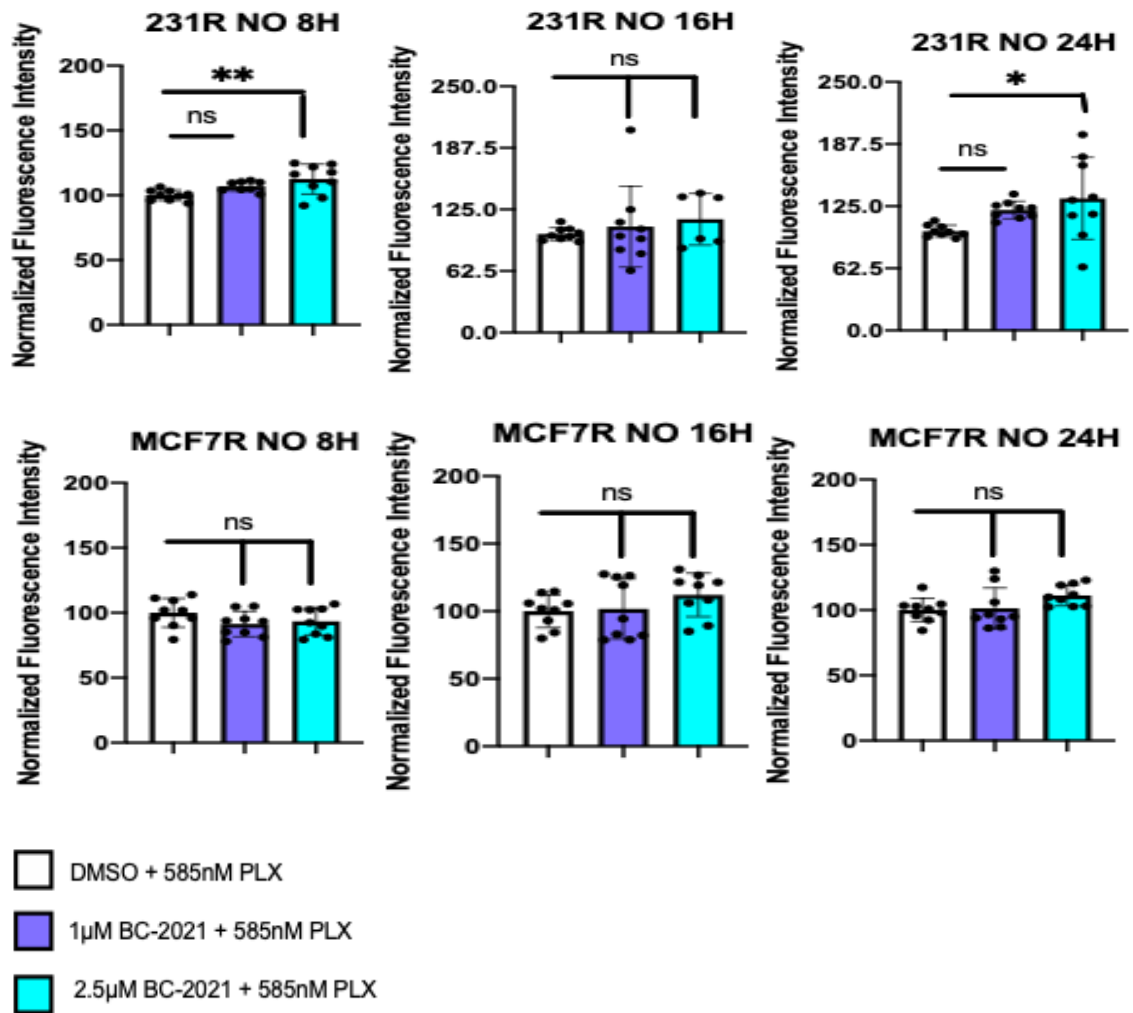 231R NO 8H
Normalized Fluorescence Intensity
200
150
100
50
0
**
ns
231R NO 16H
Normalized Fluorescence Intensity
250.0
187.5
125.0
62.5
0.0
ns
231R NO 24H
Normalized Fluorescence Intensity
250.0
187.5
125.0
62.5
0.0
*
ns
MCF7R NO 8H
Normalized Fluorescence Intensity
200
150
100
50
0
ns
MCF7R NO 16H
Normalized Fluorescence Intensity
200
150
100
50
0
ns
MCF7R NO 24H
Normalized Fluorescence Intensity
200
150
100
50
0
ns
DMSO + 585nM PLX
1µM BC-2021 + 585nM PLX
2.5µM BC-2021 + 585nM PLX